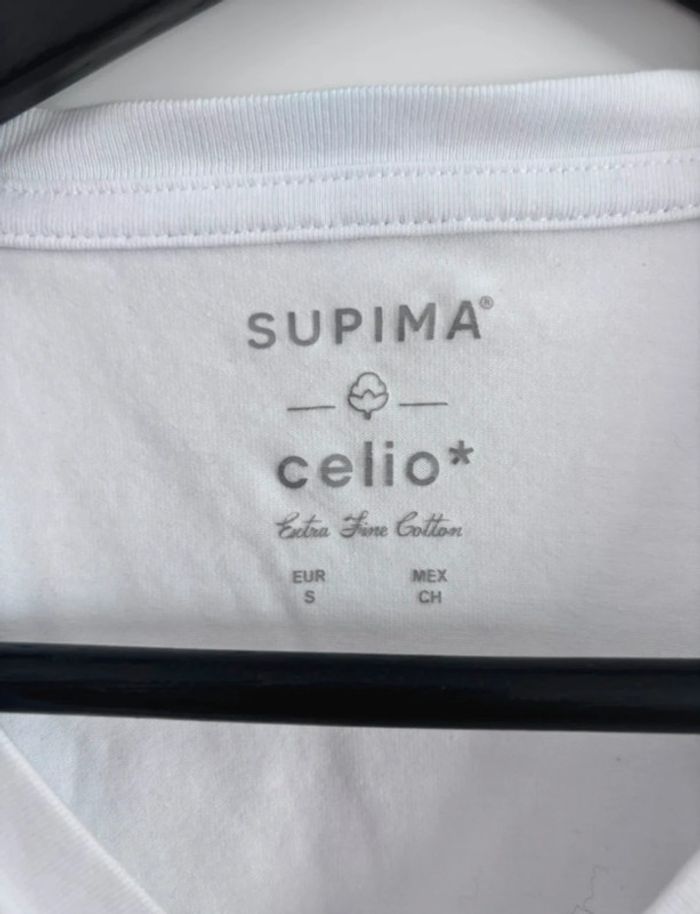 SUPIMA®
celio*
Extra Fine Cotton
EUR MEX
S CH